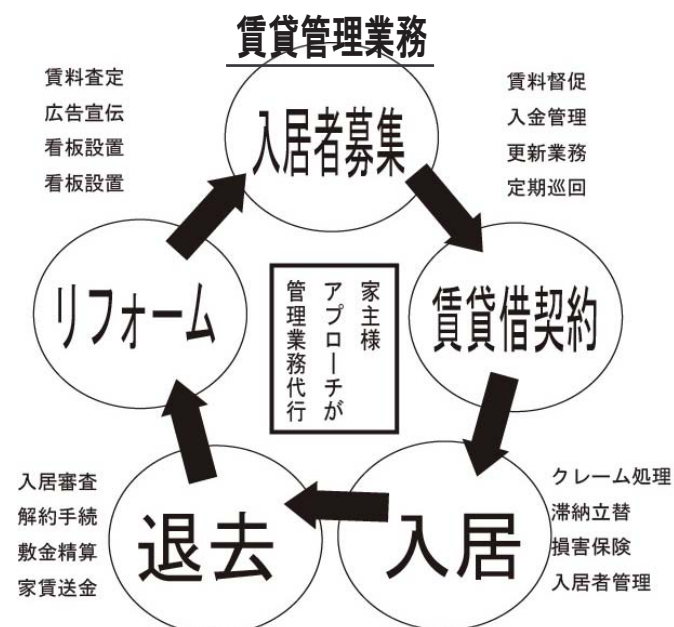 賃貸管理業務
賃料査定
広告宣伝
看板設置
看板設置
入居者募集
賃料督促
入金管理
更新業務
定期巡回
リフォーム
家主様
アプローチが
管理業務代行
賃貸借契約
入居審査
解約手続
敷金精算
家賃送金
退去
入居
クレーム処理
滞納立替
損害保険
入居者管理